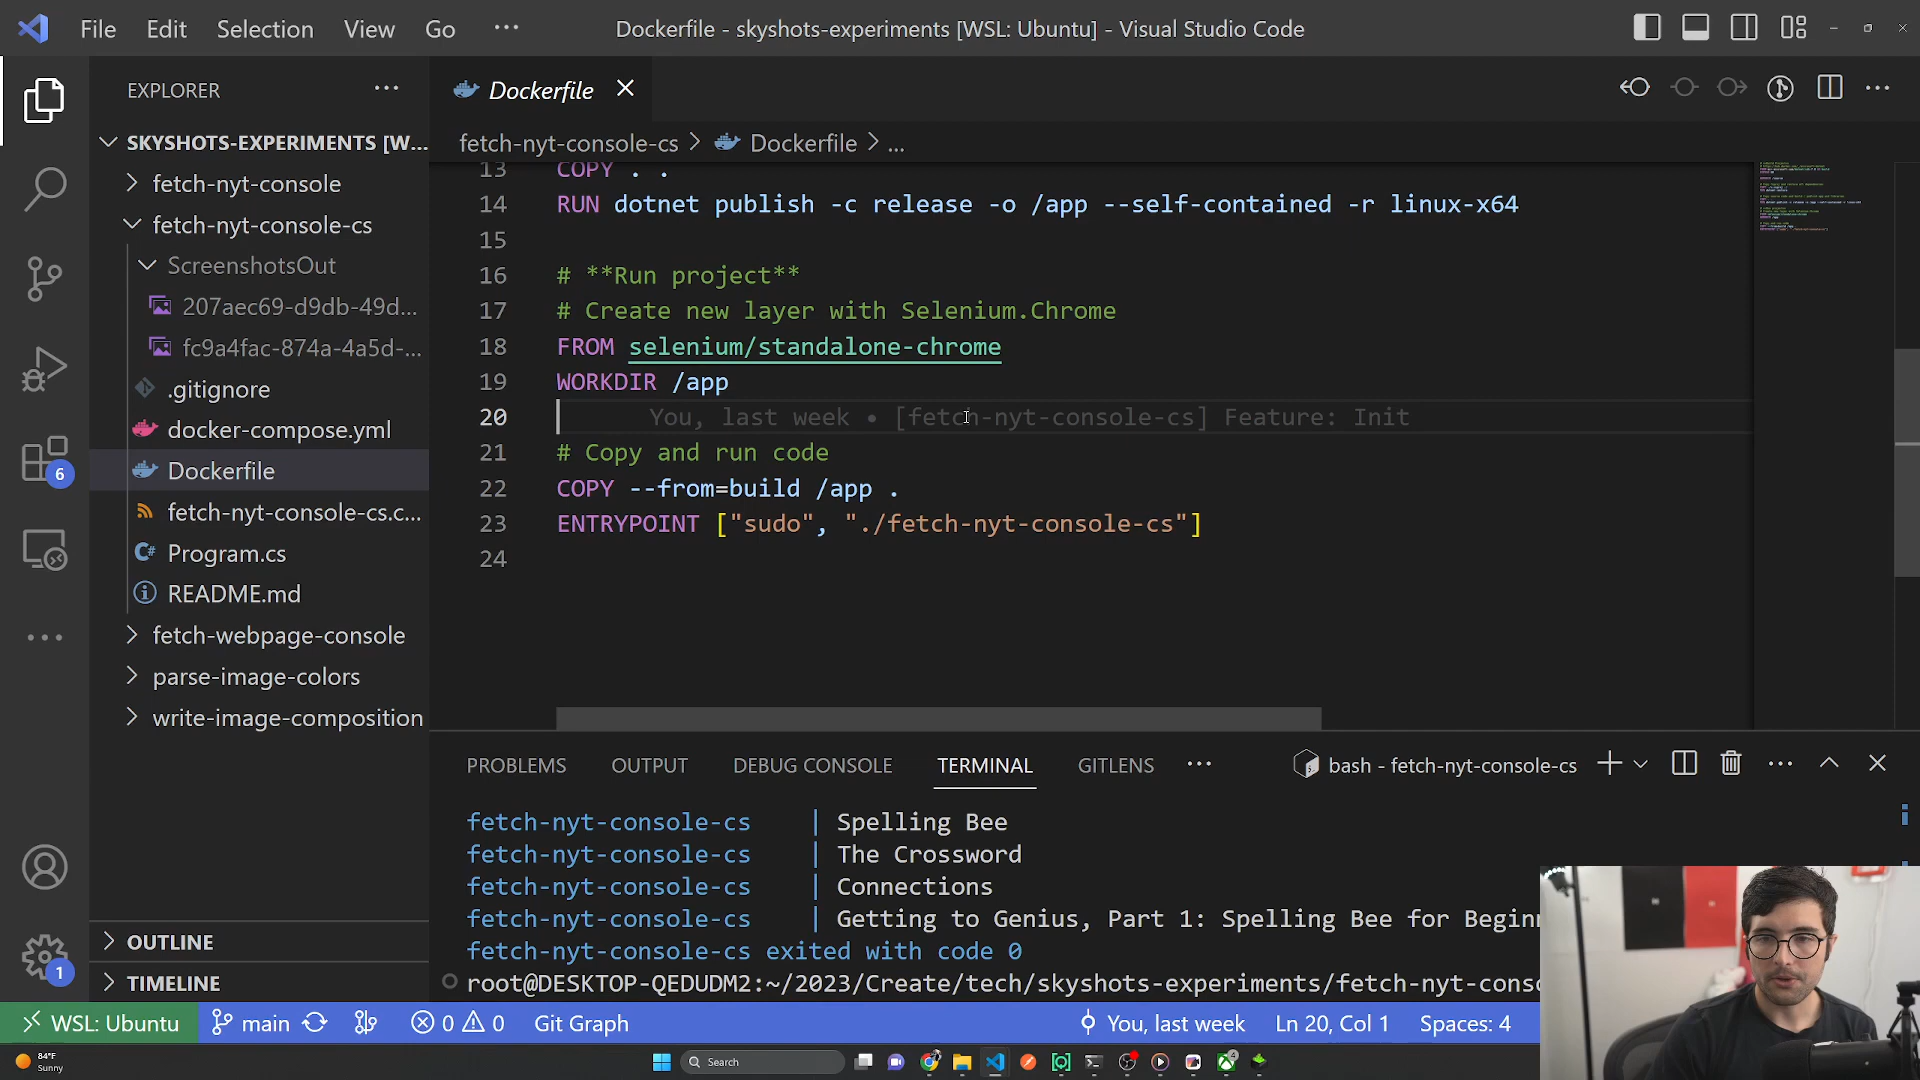 File Edit Selection View Go ··· Dockerfile - skyshots-experiments [WSL: Ubuntu] - Visual Studio Code
EXPLORER ···
SKYSHOTS-EXPERIMENTS [W...
fetch-nyt-console
fetch-nyt-console-cs
ScreenshotsOut
207aec69-d9db-49d...
fc9a4fac-874a-4a5d-...
.gitignore
docker-compose.yml
Dockerfile
fetch-nyt-console-cs.c...
Program.cs
README.md
fetch-webpage-console
parse-image-colors
write-image-composition
OUTLINE
TIMELINE
6
1
Dockerfile
fetch-nyt-console-cs > Dockerfile > ...
13 COPY . .
14 RUN dotnet publish -c release -o /app --self-contained -r linux-x64
15
16 # **Run project**
17 # Create new layer with Selenium.Chrome
18 FROM selenium/standalone-chrome
19 WORKDIR /app
20 You, last week • [fetch-nyt-console-cs] Feature: Init
21 # Copy and run code
22 COPY --from=build /app .
23 ENTRYPOINT ["sudo", "./fetch-nyt-console-cs"]
24
PROBLEMS OUTPUT DEBUG CONSOLE TERMINAL GITLENS ··· bash - fetch-nyt-console-cs
fetch-nyt-console-cs | Spelling Bee
fetch-nyt-console-cs | The Crossword
fetch-nyt-console-cs | Connections
fetch-nyt-console-cs | Getting to Genius, Part 1: Spelling Bee for Beginn
fetch-nyt-console-cs exited with code 0
root@DESKTOP-QEDUDM2:~/2023/Create/tech/skyshots-experiments/fetch-nyt-conso
WSL: Ubuntu main 0 0 Git Graph You, last week Ln 20, Col 1 Spaces: 4
84°F
Sunny
Search